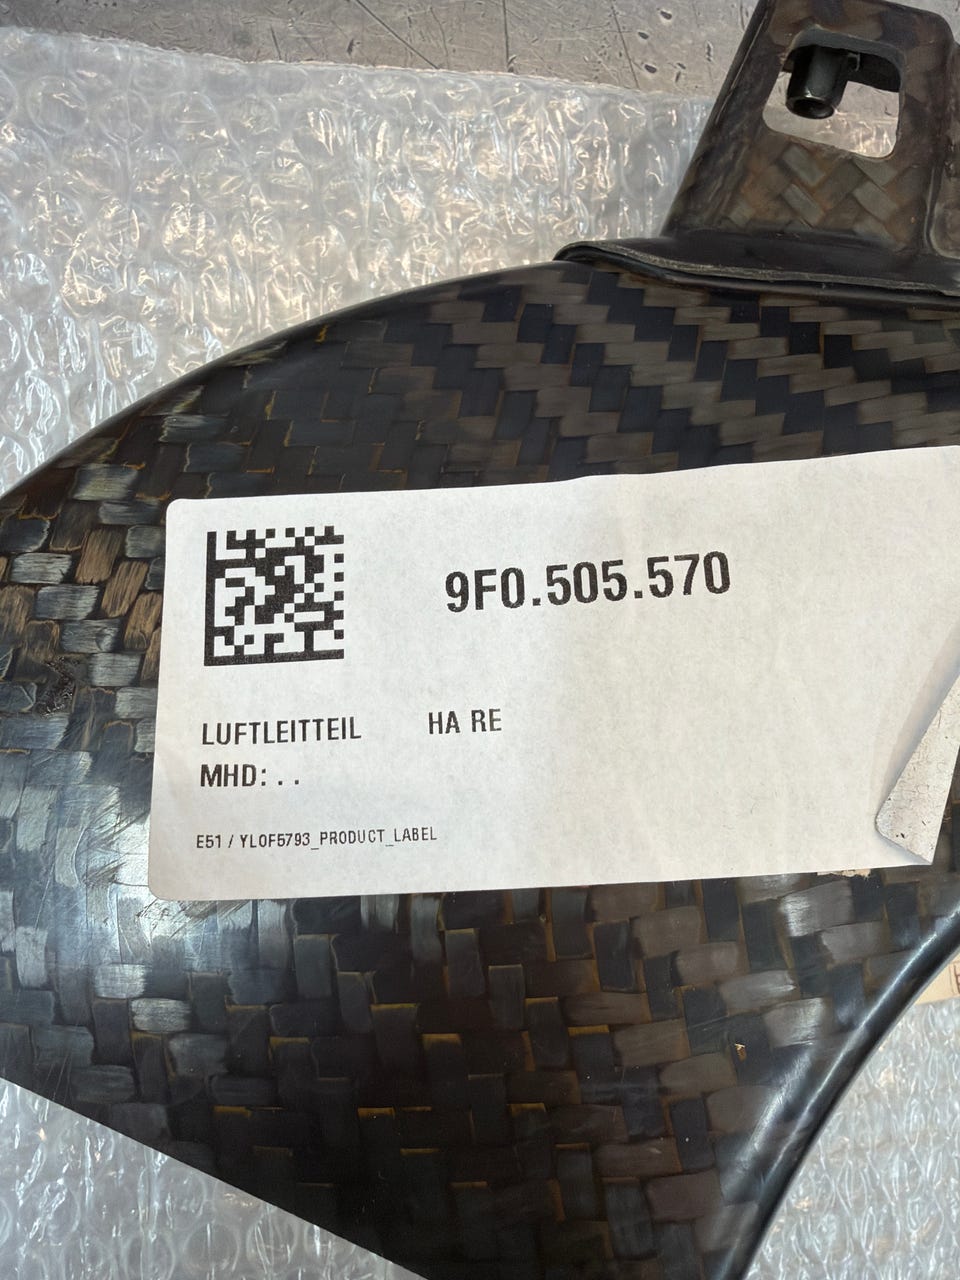 9F0.505.570
LUFTLEITTEIL HA RE
MHD: . .
E51 / YLOF5793_PRODUCT_LABEL